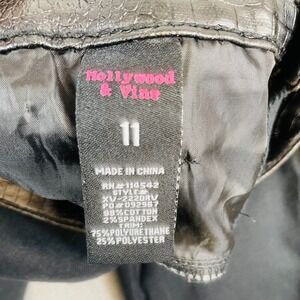 Hollywood
& Vine
11
MADE IN CHINA
RN#114542
STYLE#
XV-2220RV
PO#092967
98%COTTON
2%SPANDEX
TRIM:
75%POLYURETHANE
25%POLYESTER